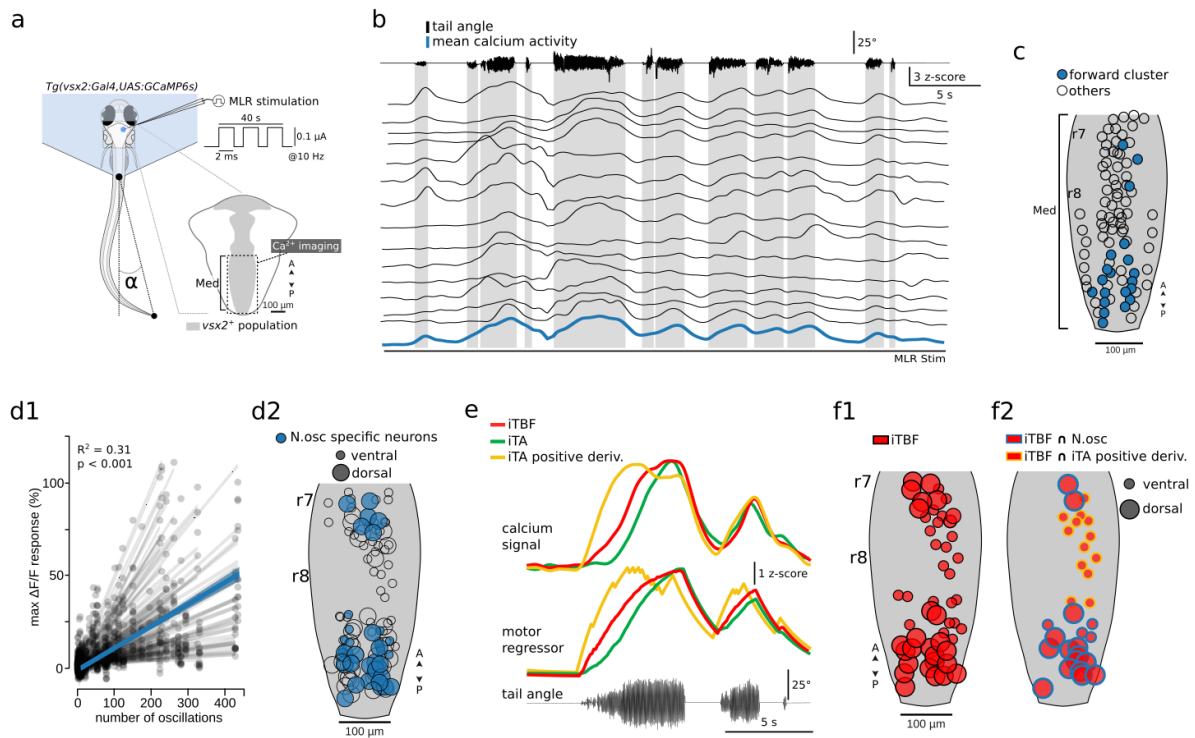 a
Tg(vsx2:Gal4,UAS:GCaMP6s)
MLR stimulation
40 s
0.1 μA
2 ms
@10 Hz
α
Ca²⁺ imaging
Med
A
P
100 μm
vsx2⁺ population
b
tail angle
mean calcium activity
25°
3 z-score
5 s
MLR Stim
c
forward cluster
others
r7
r8
Med
A
P
100 μm
d1
R² = 0.31
p < 0.001
max ΔF/F response (%)
100
50
0
0 100 200 300 400
number of oscillations
d2
N.osc specific neurons
ventral
dorsal
r7
r8
A
P
100 μm
e
iTBF
iTA
iTA positive deriv.
calcium
signal
1 z-score
motor
regressor
tail angle
25°
5 s
f1
iTBF
r7
r8
A
P
100 μm
f2
iTBF ∩ N.osc
iTBF ∩ iTA positive deriv.
ventral
dorsal